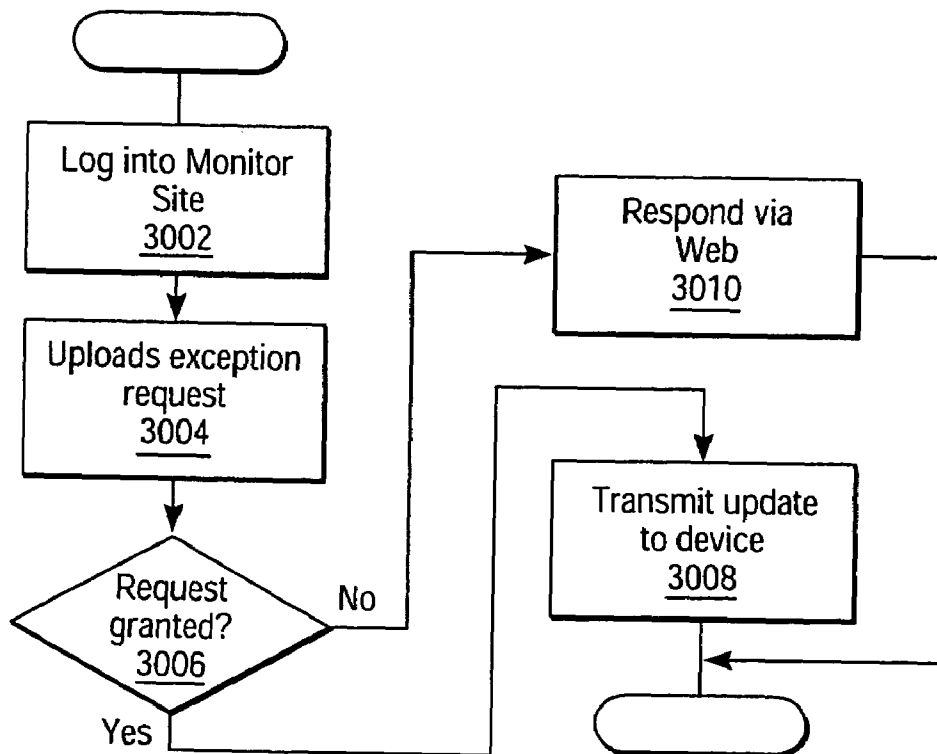 Log into Monitor
Site
3002
Uploads exception
request
3004
Request
granted?
3006
No
Yes
Respond via
Web
3010
Transmit update
to device
3008